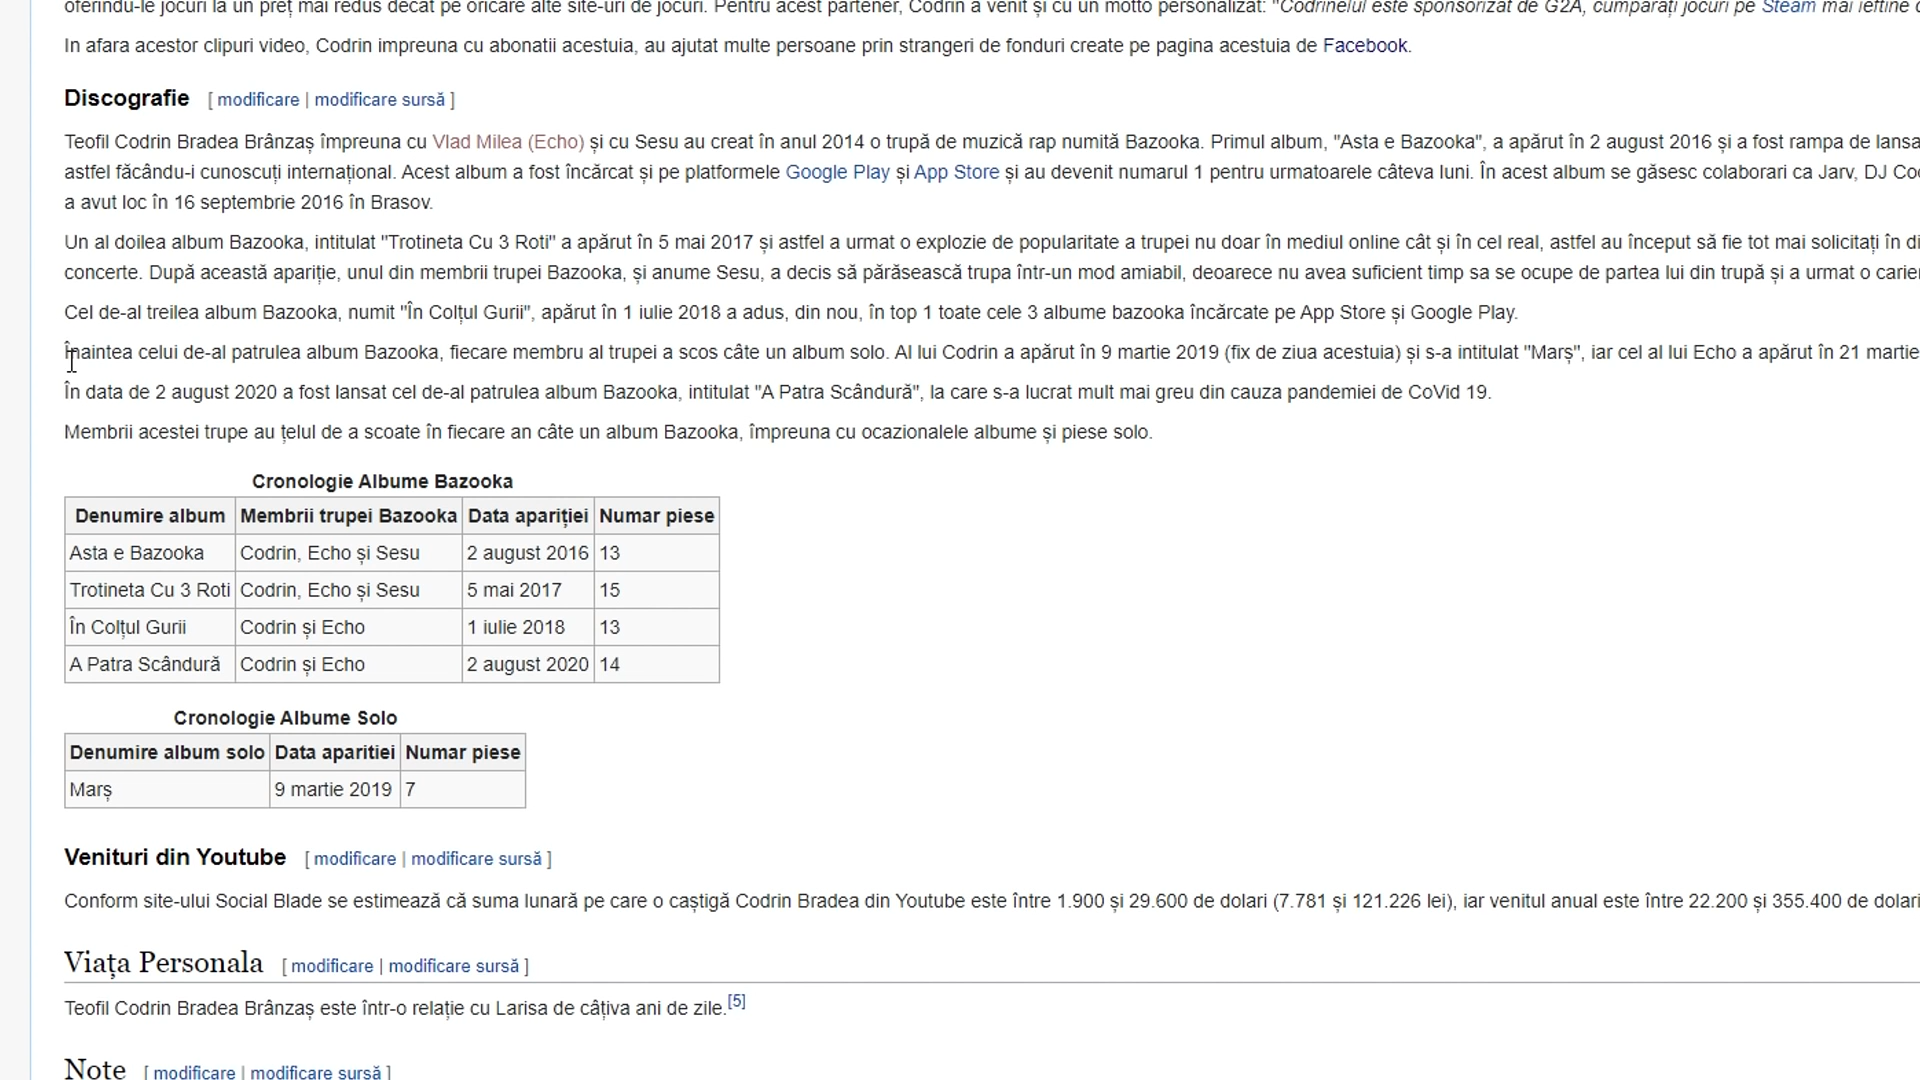 oferindu-le jocuri la un preț mai redus decât pe oricare alte site-uri de jocuri. Pentru acest partener, Codrin a venit și cu un motto personalizat: "Codrinelul este sponsorizat de G2A, cumpărați jocuri pe Steam mai ieftine
In afara acestor clipuri video, Codrin impreuna cu abonatii acestuia, au ajutat multe persoane prin strangeri de fonduri create pe pagina acestuia de Facebook.
Discografie [ modificare | modificare sursă ]
Teofil Codrin Bradea Brânzaș împreuna cu Vlad Milea (Echo) și cu Sesu au creat în anul 2014 o trupă de muzică rap numită Bazooka. Primul album, "Asta e Bazooka", a apărut în 2 august 2016 și a fost rampa de lansa
astfel făcându-i cunoscuți internațional. Acest album a fost încărcat și pe platformele Google Play și App Store și au devenit numarul 1 pentru urmatoarele câteva luni. În acest album se găsesc colaborari ca Jarv, DJ
a avut loc în 16 septembrie 2016 în Brasov.
Un al doilea album Bazooka, intitulat "Trotineta Cu 3 Roti" a apărut în 5 mai 2017 și astfel a urmat o explozie de popularitate a trupei nu doar în mediul online cât și în cel real, astfel au început să fie tot mai solicitați în
concerte. După această apariție, unul din membrii trupei Bazooka, și anume Sesu, a decis să părăsească trupa într-un mod amiabil, deoarece nu avea suficient timp sa se ocupe de partea lui din trupă și a urmat o
Cel de-al treilea album Bazooka, numit "În Colțul Gurii", apărut în 1 iulie 2018 a adus, din nou, în top 1 toate cele 3 albume bazooka încărcate pe App Store și Google Play.
Înaintea celui de-al patrulea album Bazooka, fiecare membru al trupei a scos câte un album solo. Al lui Codrin a apărut în 9 martie 2019 (fix de ziua acestuia) și s-a intitulat "Marș", iar cel al lui Echo a apărut în 21 martie
În data de 2 august 2020 a fost lansat cel de-al patrulea album Bazooka, intitulat "A Patra Scândură", la care s-a lucrat mult mai greu din cauza pandemiei de CoVid 19.
Membrii acestei trupe au țelul de a scoate în fiecare an câte un album Bazooka, împreuna cu ocazionalele albume și piese solo.
Cronologie Albume Bazooka
Denumire album Membrii trupei Bazooka Data apariției Numar piese
Asta e Bazooka Codrin, Echo și Sesu 2 august 2016 13
Trotineta Cu 3 Roti Codrin, Echo și Sesu 5 mai 2017 15
În Colțul Gurii Codrin și Echo 1 iulie 2018 13
A Patra Scândură Codrin și Echo 2 august 2020 14
Cronologie Albume Solo
Denumire album solo Data aparitiei Numar piese
Marș 9 martie 2019 7
Venituri din Youtube [ modificare | modificare sursă ]
Conform site-ului Social Blade se estimează că suma lunară pe care o caștigă Codrin Bradea din Youtube este între 1.900 și 29.600 de dolari (7.781 și 121.226 lei), iar venitul anual este între 22.200 și 355.400 de dolari
Viața Personala [ modificare | modificare sursă ]
Teofil Codrin Bradea Brânzaș este într-o relație cu Larisa de câțiva ani de zile.[5]
Note [ modificare | modificare sursă ]